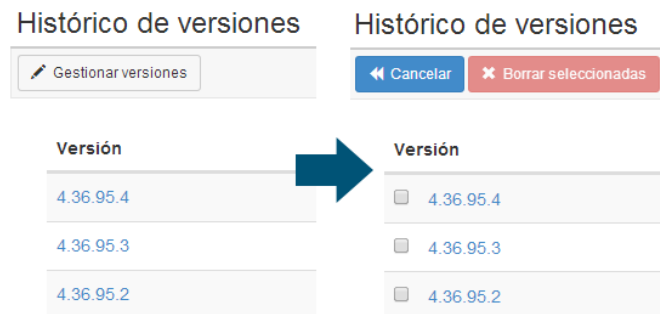 Histórico de versiones
Gestionar versiones
Versión
4.36.95.4
4.36.95.3
4.36.95.2
Histórico de versiones
Cancelar
Borrar seleccionadas
Versión
4.36.95.4
4.36.95.3
4.36.95.2